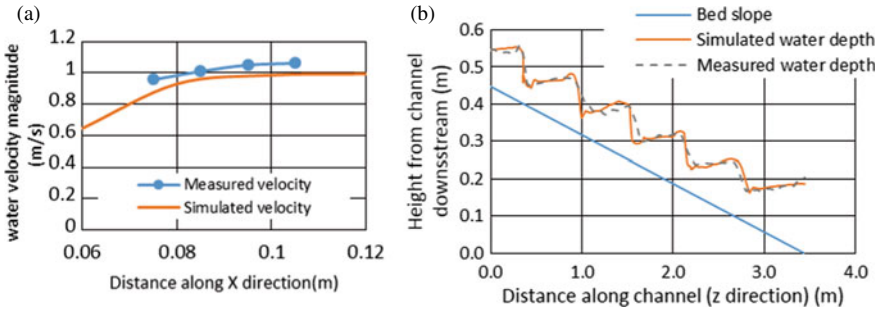 (a)
water velocity magnitude
(m/s)
1.2
1
0.8
0.6
0.4
0.2
0
Measured velocity
Simulated velocity
0.06
0.08
0.10
0.12
Distance along X direction(m)
(b)
Height from channel
downsstream (m)
0.6
0.5
0.4
0.3
0.2
0.1
0.0
Bed slope
Simulated water depth
Measured water depth
0.0
1.0
2.0
3.0
4.0
Distance along channel (z direction) (m)